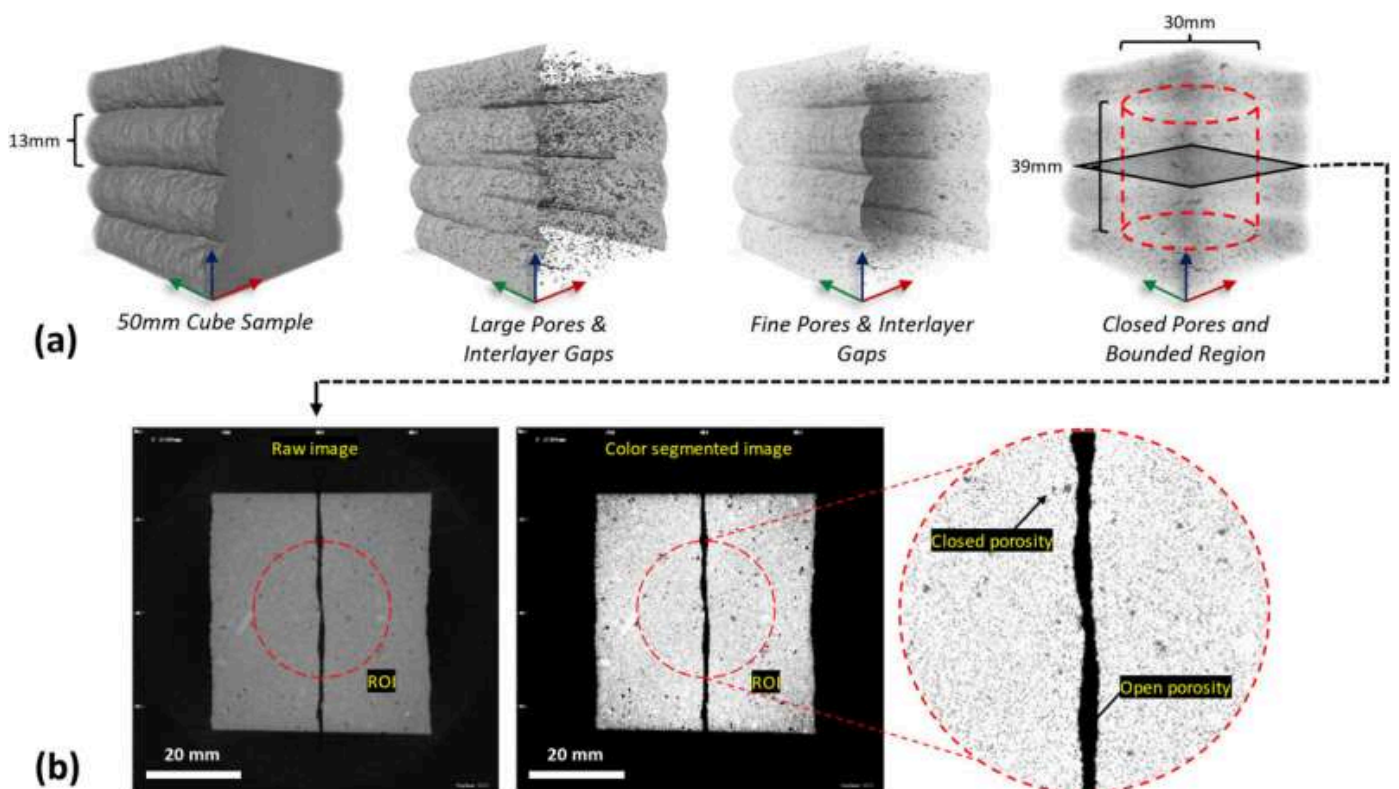 30mm
13mm
39mm
50mm Cube Sample
Large Pores &
Interlayer Gaps
Fine Pores & Interlayer
Gaps
Closed Pores and
Bounded Region
(a)
Raw image
Color segmented image
Closed porosity
ROI
ROI
Open porosity
20 mm
20 mm
(b)